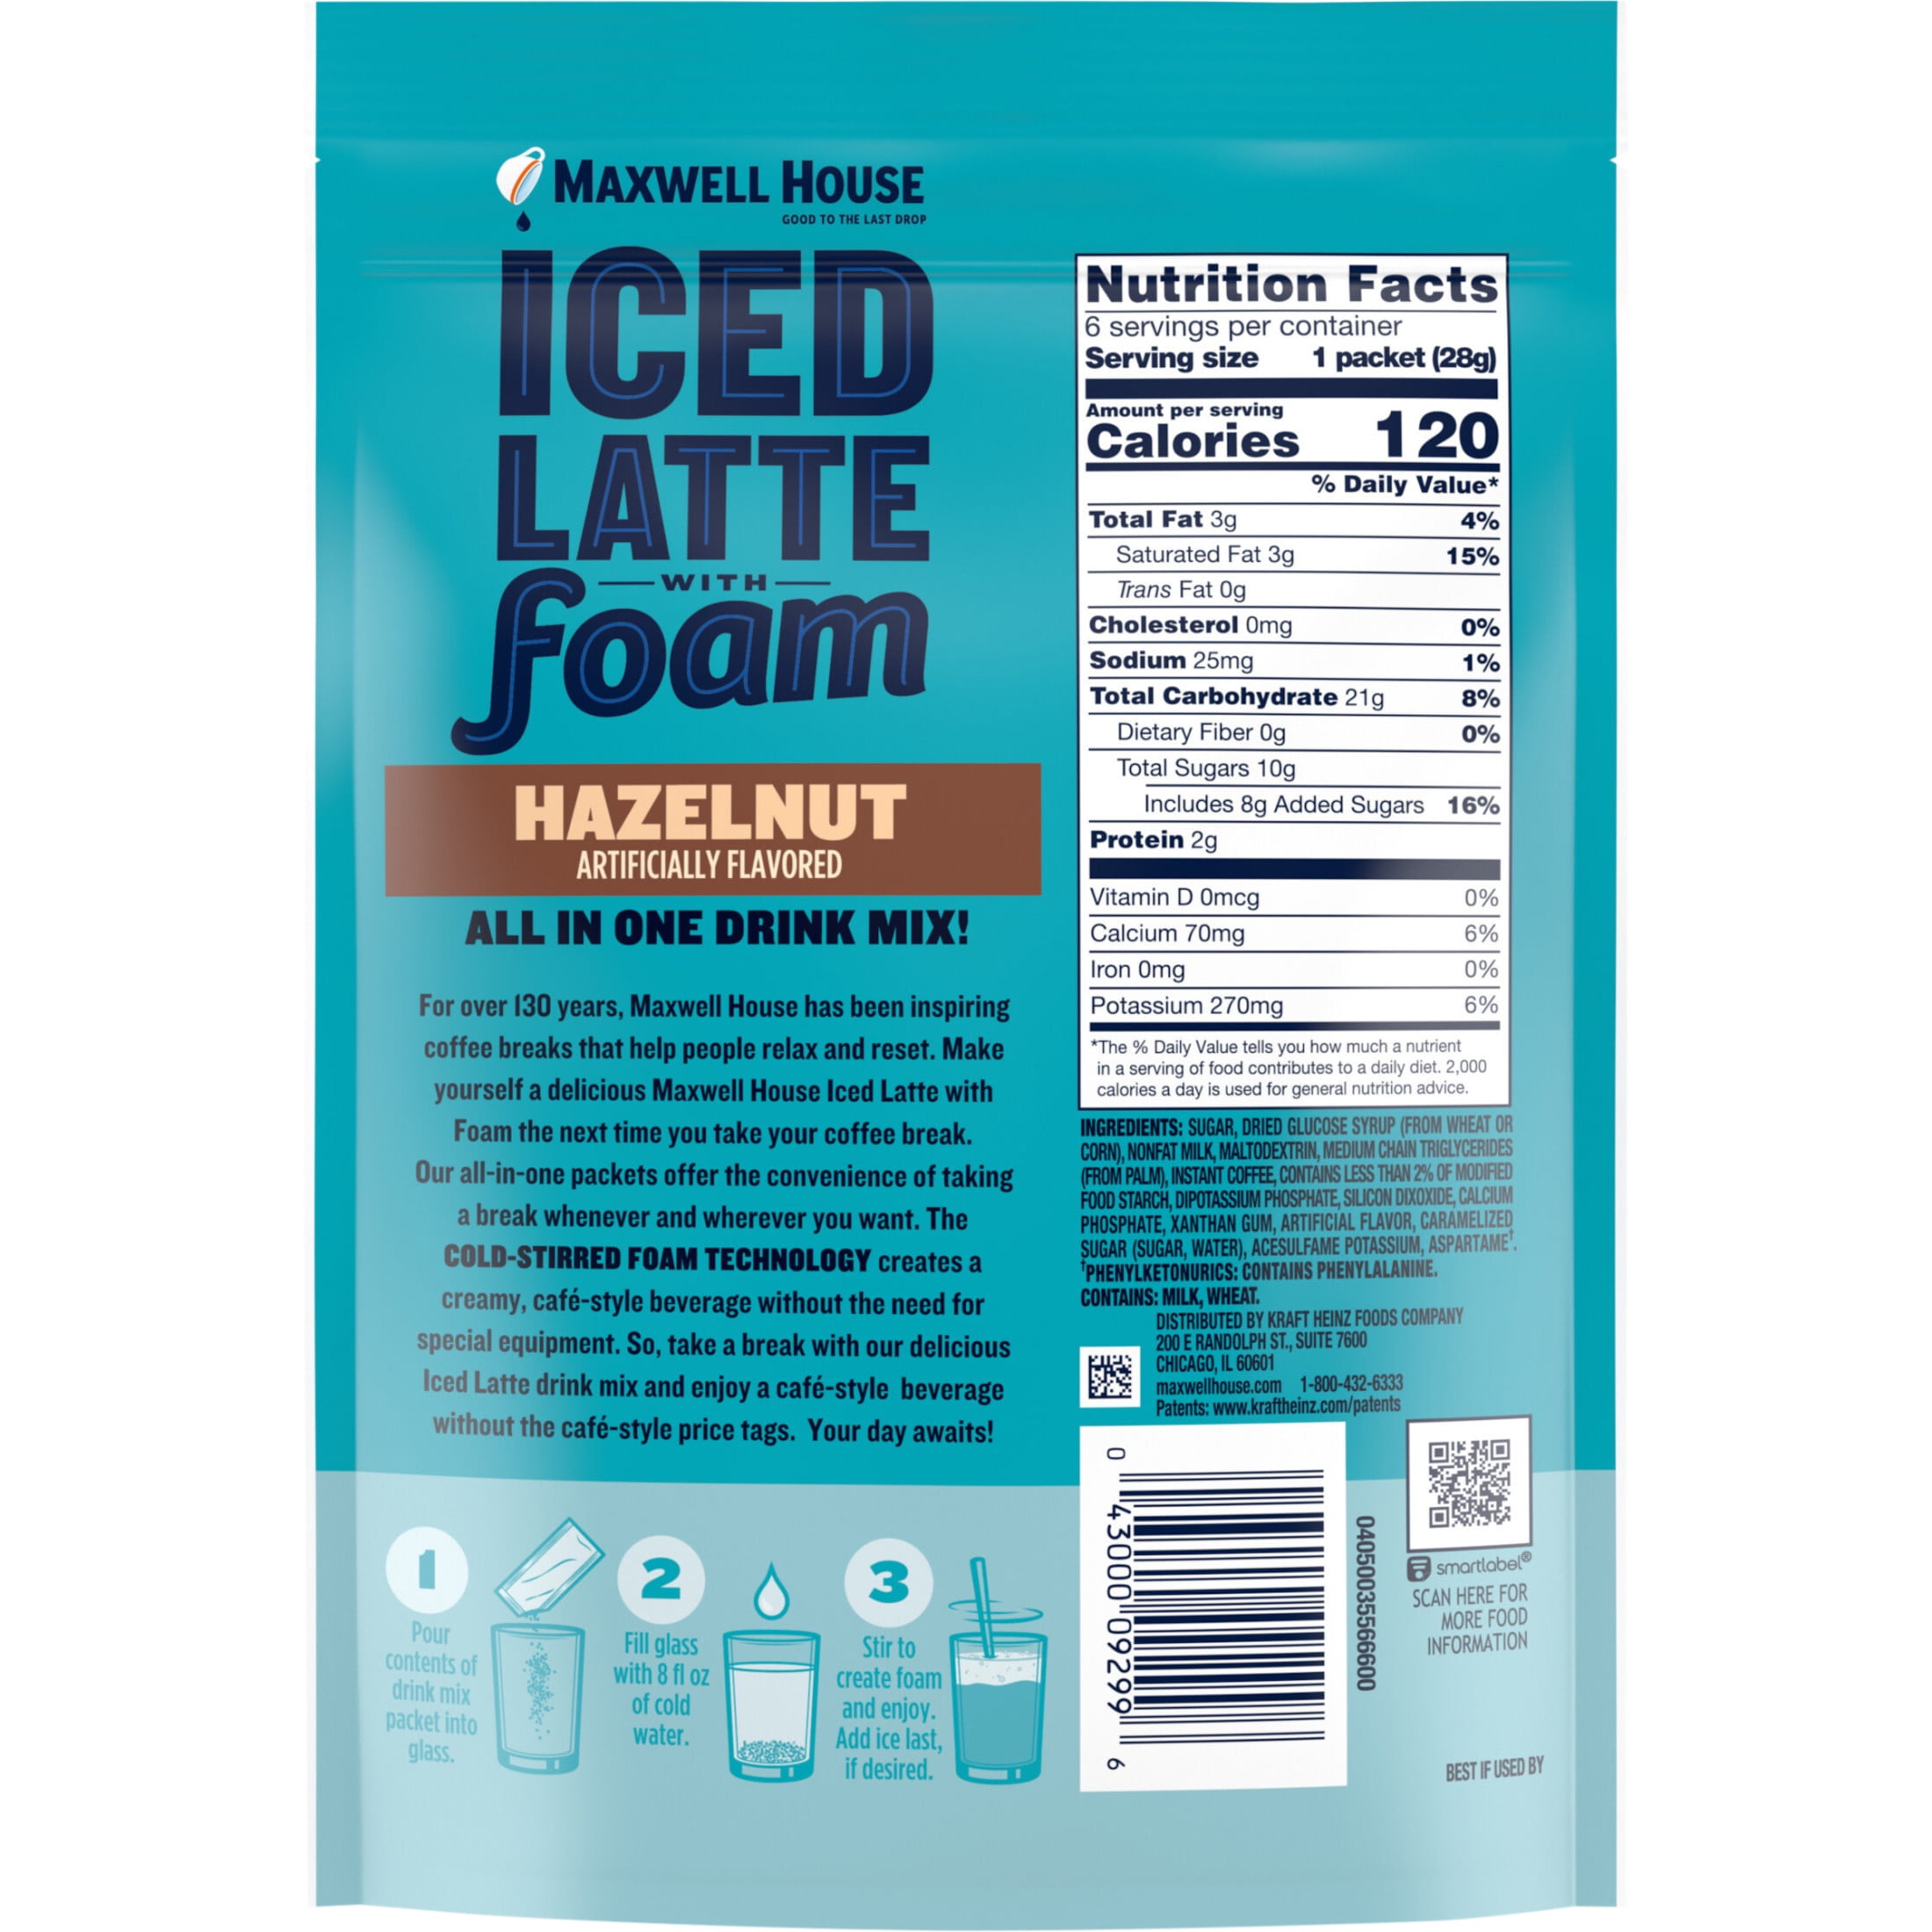 MAXWELL HOUSE
GOOD TO THE LAST DROP
ICED
LATTE
WITH
foam
HAZELNUT
ARTIFICIALLY FLAVORED
ALL IN ONE DRINK MIX!
For over 130 years, Maxwell House has been inspiring
coffee breaks that help people relax and reset. Make
yourself a delicious Maxwell House Iced Latte with
Foam the next time you take your coffee break.
Our all-in-one packets offer the convenience of taking
a break whenever and wherever you want. The
COLD-STIRRED FOAM TECHNOLOGY creates a
creamy, café-style beverage without the need for
special equipment. So, take a break with our delicious
Iced Latte drink mix and enjoy a café-style beverage
without the café-style price tags. Your day awaits!
1
Pour
contents of
drink mix
packet into
glass.
2
Fill glass
with 8 fl oz
of cold
water.
3
Stir to
create foam
and enjoy.
Add ice last,
if desired.
Nutrition Facts
6 servings per container
Serving size 1 packet (28g)
Amount per serving
Calories 120
% Daily Value*
Total Fat 3g 4%
Saturated Fat 3g 15%
Trans Fat 0g
Cholesterol 0mg 0%
Sodium 25mg 1%
Total Carbohydrate 21g 8%
Dietary Fiber 0g 0%
Total Sugars 10g
Includes 8g Added Sugars 16%
Protein 2g
Vitamin D 0mcg 0%
Calcium 70mg 6%
Iron 0mg 0%
Potassium 270mg 6%
*The % Daily Value tells you how much a nutrient
in a serving of food contributes to a daily diet. 2,000
calories a day is used for general nutrition advice.
INGREDIENTS: SUGAR, DRIED GLUCOSE SYRUP (FROM WHEAT OR
CORN), NONFAT MILK, MALTODEXTRIN, MEDIUM CHAIN TRIGLYCERIDES
(FROM PALM), INSTANT COFFEE, CONTAINS LESS THAN 2% OF MODIFIED
FOOD STARCH, DIPOTASSIUM PHOSPHATE, SILICON DIXOXIDE, CALCIUM
PHOSPHATE, XANTHAN GUM, ARTIFICIAL FLAVOR, CARAMELIZED
SUGAR (SUGAR, WATER), ACESULFAME POTASSIUM, ASPARTAME†.
†PHENYLKETONURICS: CONTAINS PHENYLALANINE.
CONTAINS: MILK, WHEAT.
DISTRIBUTED BY KRAFT HEINZ FOODS COMPANY
200 E RANDOLPH ST., SUITE 7600
CHICAGO, IL 60601
maxwellhouse.com 1-800-432-6333
Patents: www.kraftheinz.com/patents
0 43000 09299 6
04050035566600
smartlabel®
SCAN HERE FOR
MORE FOOD
INFORMATION
BEST IF USED BY